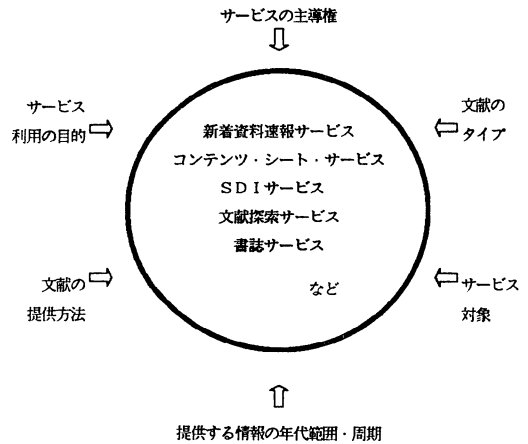 サービスの主導権
サービス
利用の目的
文献の
タイプ
新着資料速報サービス
コンテンツ・シート・サービス
SDIサービス
文献探索サービス
書誌サービス
など
文献の
提供方法
サービス
対象
提供する情報の年代範囲・周期